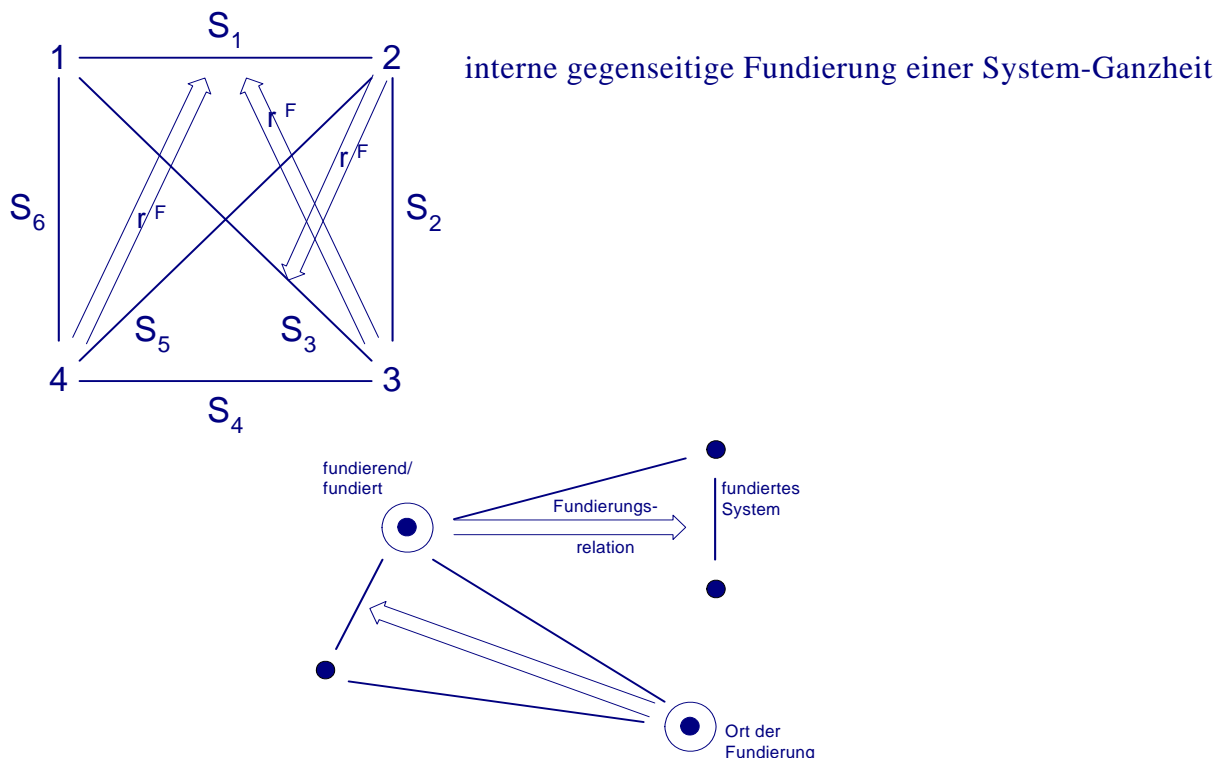 S1
1
2
interne gegenseitige Fundierung einer System-Ganzheit
r F
r F
S6
r F
S2
S5
S3
4
3
S4
fundierend/
fundiert
Fundierungs-
relation
fundiertes
System
Ort der
Fundierung